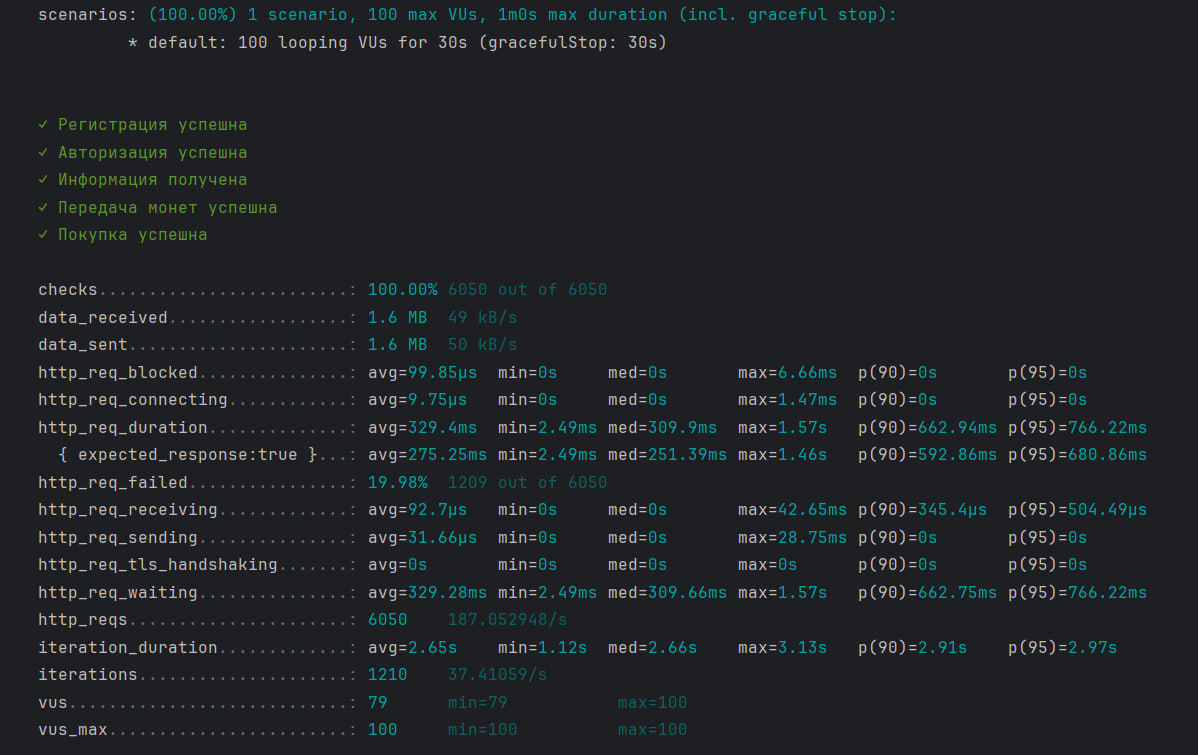 scenarios: (100.00%) 1 scenario, 100 max VUs, 1m0s max duration (incl. graceful stop):
* default: 100 looping VUs for 30s (gracefulStop: 30s)
✓ Регистрация успешна
✓ Авторизация успешна
✓ Информация получена
✓ Передача монет успешна
✓ Покупка успешна
checks.........................: 100.00% 6050 out of 6050
data_received..................: 1.6 MB 49 kB/s
data_sent......................: 1.6 MB 50 kB/s
http_req_blocked...............: avg=99.85µs min=0s med=0s max=6.66ms p(90)=0s p(95)=0s
http_req_connecting............: avg=9.75µs min=0s med=0s max=1.47ms p(90)=0s p(95)=0s
http_req_duration..............: avg=329.4ms min=2.49ms med=309.9ms max=1.57s p(90)=662.94ms p(95)=766.22ms
{ expected_response:true }...: avg=275.25ms min=2.49ms med=251.39ms max=1.46s p(90)=592.86ms p(95)=680.86ms
http_req_failed................: 19.98% 1209 out of 6050
http_req_receiving.............: avg=92.7µs min=0s med=0s max=42.65ms p(90)=345.4µs p(95)=504.49µs
http_req_sending...............: avg=31.66µs min=0s med=0s max=28.75ms p(90)=0s p(95)=0s
http_req_tls_handshaking.......: avg=0s min=0s med=0s max=0s p(90)=0s p(95)=0s
http_req_waiting...............: avg=329.28ms min=2.49ms med=309.66ms max=1.57s p(90)=662.75ms p(95)=766.22ms
http_reqs......................: 6050 187.052948/s
iteration_duration.............: avg=2.65s min=1.12s med=2.66s max=3.13s p(90)=2.91s p(95)=2.97s
iterations.....................: 1210 37.41059/s
vus............................: 79 min=79 max=100
vus_max........................: 100 min=100 max=100